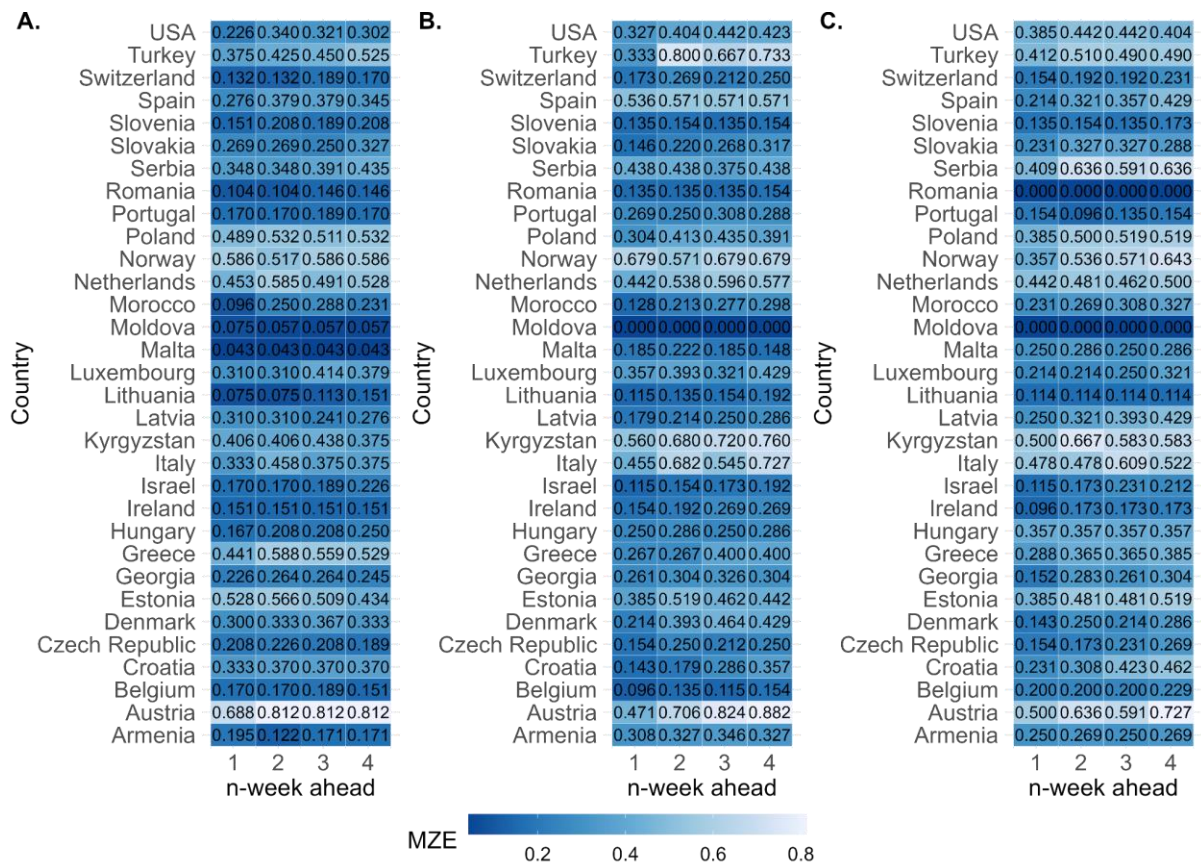 A. B. C.
USA 0.226 0.340 0.321 0.302 USA 0.327 0.404 0.442 0.423 USA 0.385 0.442 0.442 0.404
Turkey 0.375 0.425 0.450 0.525 Turkey 0.333 0.800 0.667 0.733 Turkey 0.412 0.510 0.490 0.490
Switzerland 0.132 0.132 0.189 0.170 Switzerland 0.173 0.269 0.212 0.250 Switzerland 0.154 0.192 0.192 0.231
Spain 0.276 0.379 0.379 0.345 Spain 0.536 0.571 0.571 0.571 Spain 0.214 0.321 0.357 0.429
Slovenia 0.151 0.208 0.189 0.208 Slovenia 0.135 0.154 0.135 0.154 Slovenia 0.135 0.154 0.135 0.173
Slovakia 0.269 0.269 0.250 0.327 Slovakia 0.146 0.220 0.268 0.317 Slovakia 0.231 0.327 0.327 0.288
Serbia 0.348 0.348 0.391 0.435 Serbia 0.438 0.438 0.375 0.438 Serbia 0.409 0.636 0.591 0.636
Romania 0.104 0.104 0.146 0.146 Romania 0.135 0.135 0.135 0.154 Romania 0.000 0.000 0.000 0.000
Portugal 0.170 0.170 0.189 0.170 Portugal 0.269 0.250 0.308 0.288 Portugal 0.154 0.096 0.135 0.154
Poland 0.489 0.532 0.511 0.532 Poland 0.304 0.413 0.435 0.391 Poland 0.385 0.500 0.519 0.519
Norway 0.586 0.517 0.586 0.586 Norway 0.679 0.571 0.679 0.679 Norway 0.357 0.536 0.571 0.643
Netherlands 0.453 0.585 0.491 0.528 Netherlands 0.442 0.538 0.596 0.577 Netherlands 0.442 0.481 0.462 0.500
Morocco 0.096 0.250 0.288 0.231 Morocco 0.128 0.213 0.277 0.298 Morocco 0.231 0.269 0.308 0.327
Moldova 0.075 0.057 0.057 0.057 Moldova 0.000 0.000 0.000 0.000 Moldova 0.000 0.000 0.000 0.000
Malta 0.043 0.043 0.043 0.043 Malta 0.185 0.222 0.185 0.148 Malta 0.250 0.286 0.250 0.286
Luxembourg 0.310 0.310 0.414 0.379 Luxembourg 0.357 0.393 0.321 0.429 Luxembourg 0.214 0.214 0.250 0.321
Lithuania 0.075 0.075 0.113 0.151 Lithuania 0.115 0.135 0.154 0.192 Lithuania 0.114 0.114 0.114 0.114
Latvia 0.310 0.310 0.241 0.276 Latvia 0.179 0.214 0.250 0.286 Latvia 0.250 0.321 0.393 0.429
Kyrgyzstan 0.406 0.406 0.438 0.375 Kyrgyzstan 0.560 0.680 0.720 0.760 Kyrgyzstan 0.500 0.667 0.583 0.583
Italy 0.333 0.458 0.375 0.375 Italy 0.455 0.682 0.545 0.727 Italy 0.478 0.478 0.609 0.522
Israel 0.170 0.170 0.189 0.226 Israel 0.115 0.154 0.173 0.192 Israel 0.115 0.173 0.231 0.212
Ireland 0.151 0.151 0.151 0.151 Ireland 0.154 0.192 0.269 0.269 Ireland 0.096 0.173 0.173 0.173
Hungary 0.167 0.208 0.208 0.250 Hungary 0.250 0.286 0.250 0.286 Hungary 0.357 0.357 0.357 0.357
Greece 0.441 0.588 0.559 0.529 Greece 0.267 0.267 0.400 0.400 Greece 0.288 0.365 0.365 0.385
Georgia 0.226 0.264 0.264 0.245 Georgia 0.261 0.304 0.326 0.304 Georgia 0.152 0.283 0.261 0.304
Estonia 0.528 0.566 0.509 0.434 Estonia 0.385 0.519 0.462 0.442 Estonia 0.385 0.481 0.481 0.519
Denmark 0.300 0.333 0.367 0.333 Denmark 0.214 0.393 0.464 0.429 Denmark 0.143 0.250 0.214 0.286
Czech Republic 0.208 0.226 0.208 0.189 Czech Republic 0.154 0.250 0.212 0.250 Czech Republic 0.154 0.173 0.231 0.269
Croatia 0.333 0.370 0.370 0.370 Croatia 0.143 0.179 0.286 0.357 Croatia 0.231 0.308 0.423 0.462
Belgium 0.170 0.170 0.189 0.151 Belgium 0.096 0.135 0.115 0.154 Belgium 0.200 0.200 0.200 0.229
Austria 0.688 0.812 0.812 0.812 Austria 0.471 0.706 0.824 0.882 Austria 0.500 0.636 0.591 0.727
Armenia 0.195 0.122 0.171 0.171 Armenia 0.308 0.327 0.346 0.327 Armenia 0.250 0.269 0.250 0.269
Country Country Country
1 2 3 4 1 2 3 4 1 2 3 4
n-week ahead n-week ahead n-week ahead
MZE
0.2 0.4 0.6 0.8